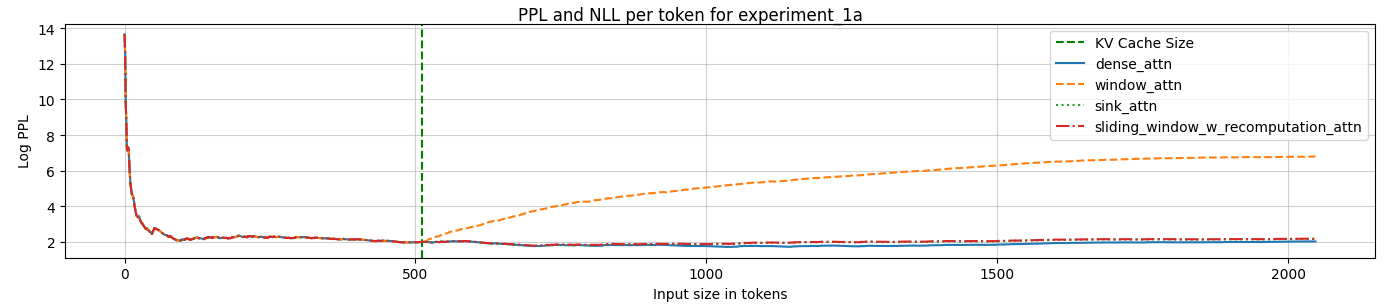 PPL and NLL per token for experiment_1a
14
12
10
8
6
4
2
Log PPL
KV Cache Size
dense_attn
window_attn
sink_attn
sliding_window_w_recomputation_attn
0 500 1000 1500 2000
Input size in tokens